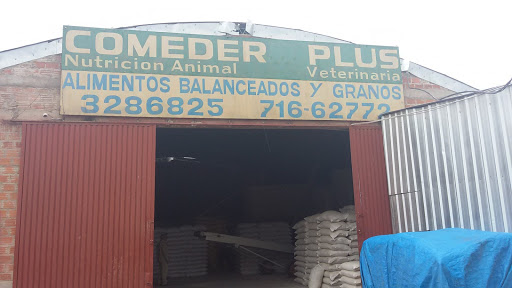 COMEDER PLUS
Nutricion Animal Veterinaria
ALIMENTOS BALANCEADOS Y GRANOS
3286825 716-62772